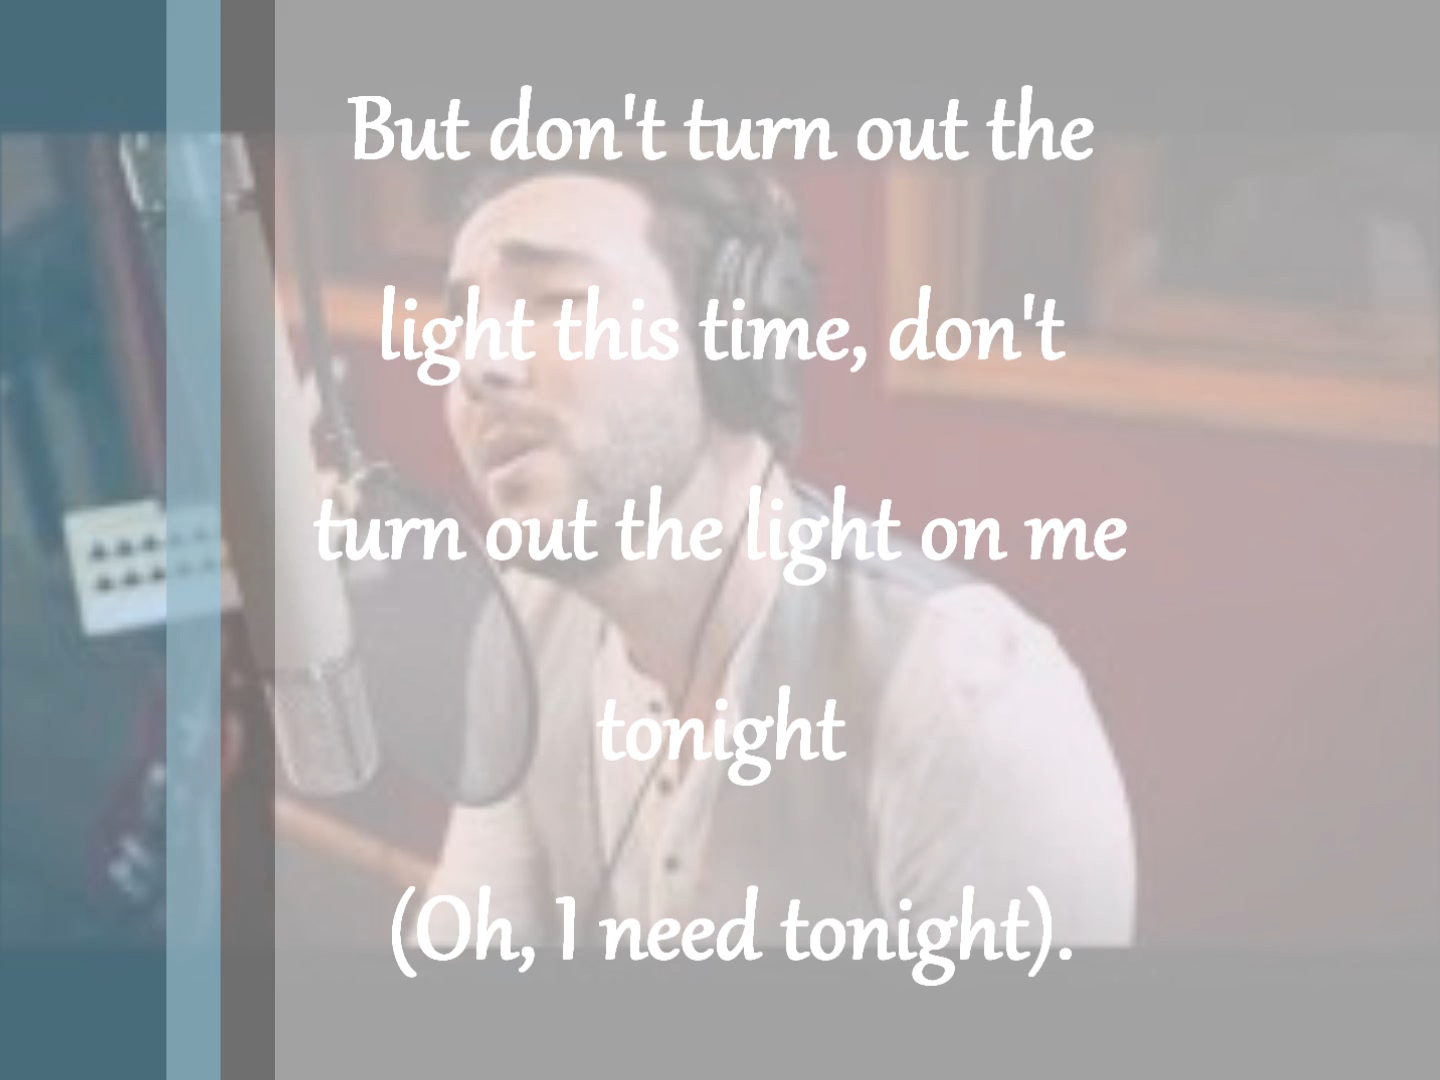 But don't turn out the
light this time, don't
turn out the light on me
tonight
(Oh, I need tonight).